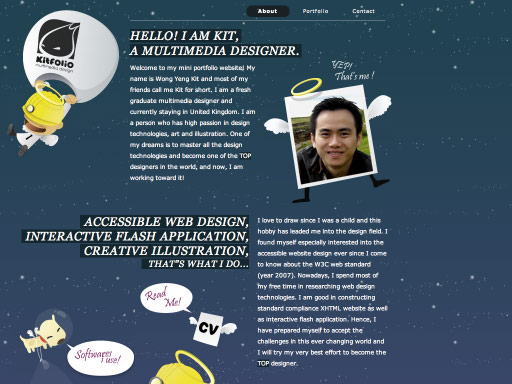 About
Portfolio
Contact
Kitfolio
multimedia design
HELLO! I AM KIT,
A MULTIMEDIA DESIGNER.
Welcome to my mini portfolio website! My
name is Wong Yeng Kit and most of my
friends call me Kit for short. I am a fresh
graduate multimedia designer and
currently staying in United Kingdom. I am
a person who has high passion in design
technologies, art and illustration. One of
my dreams is to master all the design
technologies and become one of the TOP
designers in the world, and now, I am
working toward it!
YEP!
That's me!
ACCESSIBLE WEB DESIGN,
INTERACTIVE FLASH APPLICATION,
CREATIVE ILLUSTRATION,
THAT"S WHAT I DO...
I love to draw since I was a child and this
hobby has leaded me into the design field. I
found myself especially interested into the
accessible website design ever since I come
to know about the W3C web standard
(year 2007). Nowadays, I spend most of
my free time in researching web design
technologies. I am good in constructing
standard compliance XHTML website as well
as interactive flash application. Hence, I
have prepared myself to accept the
challenges in this ever changing world and
I will try my very best effort to become the
TOP designer.
Read
Me!
CV
Softwares
i use!